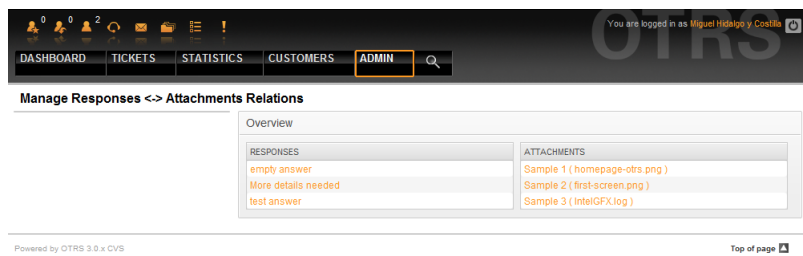 0 0 2
You are logged in as Miguel Hidalgo y Costilla
OTRS
DASHBOARD TICKETS STATISTICS CUSTOMERS ADMIN
Manage Responses <-> Attachments Relations
Overview
RESPONSES
empty answer
More details needed
test answer
ATTACHMENTS
Sample 1 ( homepage-otrs.png )
Sample 2 ( first-screen.png )
Sample 3 ( IntelGFX.log )
Powered by OTRS 3.0.x CVS
Top of page